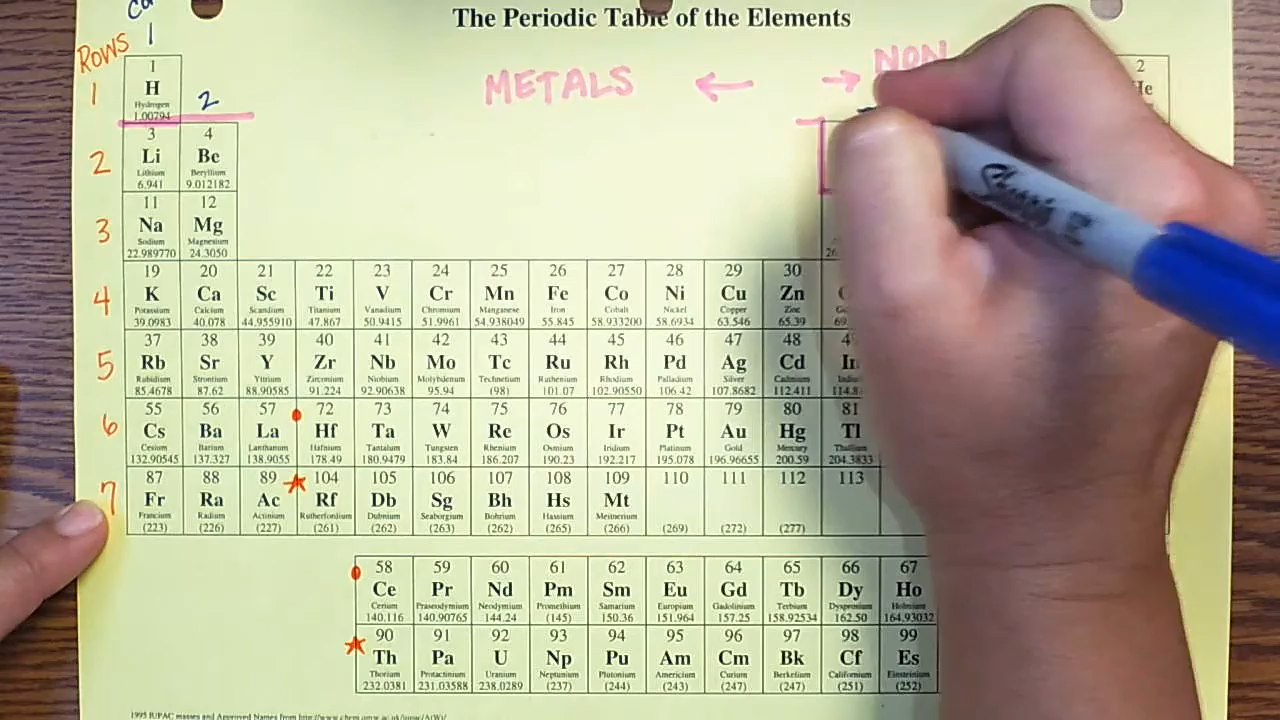 The Periodic Table of the Elements
ROWS 1 METALS ← → NON
1 1 H Hydrogen 1.00794 2 2
2 3 Li Lithium 6.941 4 Be Beryllium 9.012182
3 11 Na Sodium 22.989770 12 Mg Magnesium 24.3050
4 19 K Potassium 39.0983 20 Ca Calcium 40.078 21 Sc Scandium 44.955910 22 Ti Titanium 47.867 23 V Vanadium 50.9415 24 Cr Chromium 51.9961 25 Mn Manganese 54.938049 26 Fe Iron 55.845 27 Co Cobalt 58.933200 28 Ni Nickel 58.6934 29 Cu Copper 63.546 30 Zn Zinc 65.39
5 37 Rb Rubidium 85.4678 38 Sr Strontium 87.62 39 Y Yttrium 88.90585 40 Zr Zirconium 91.224 41 Nb Niobium 92.90638 42 Mo Molybdenum 95.94 43 Tc Technetium (98) 44 Ru Ruthenium 101.07 45 Rh Rhodium 102.90550 46 Pd Palladium 106.42 47 Ag Silver 107.8682 48 Cd Cadmium 112.411 In
6 55 Cs Cesium 132.90545 56 Ba Barium 137.327 57 La Lanthanum 138.9055 72 Hf Hafnium 178.49 73 Ta Tantalum 180.9479 74 W Tungsten 183.84 75 Re Rhenium 186.207 76 Os Osmium 190.23 77 Ir Iridium 192.217 78 Pt Platinum 195.078 79 Au Gold 196.96655 80 Hg Mercury 200.59 81 Tl Thallium 204.3833
7 87 Fr Francium (223) 88 Ra Radium (226) 89 Ac Actinium (227) 104 Rf Rutherfordium (261) 105 Db Dubnium (262) 106 Sg Seaborgium (263) 107 Bh Bohrium (262) 108 Hs Hassium (265) 109 Mt Meitnerium (266) 110 (269) 111 (272) 112 (277) 113
58 Ce Cerium 140.116 59 Pr Praseodymium 140.90765 60 Nd Neodymium 144.24 61 Pm Promethium (145) 62 Sm Samarium 150.36 63 Eu Europium 151.964 64 Gd Gadolinium 157.25 65 Tb Terbium 158.92534 66 Dy Dysprosium 162.50 67 Ho Holmium 164.93032
90 Th Thorium 232.0381 91 Pa Protactinium 231.03588 92 U Uranium 238.0289 93 Np Neptunium (237) 94 Pu Plutonium (244) 95 Am Americium (243) 96 Cm Curium (247) 97 Bk Berkelium (247) 98 Cf Californium (251) 99 Es Einsteinium (252)
1995 IUPAC masses and Approved Names from
Sharpie